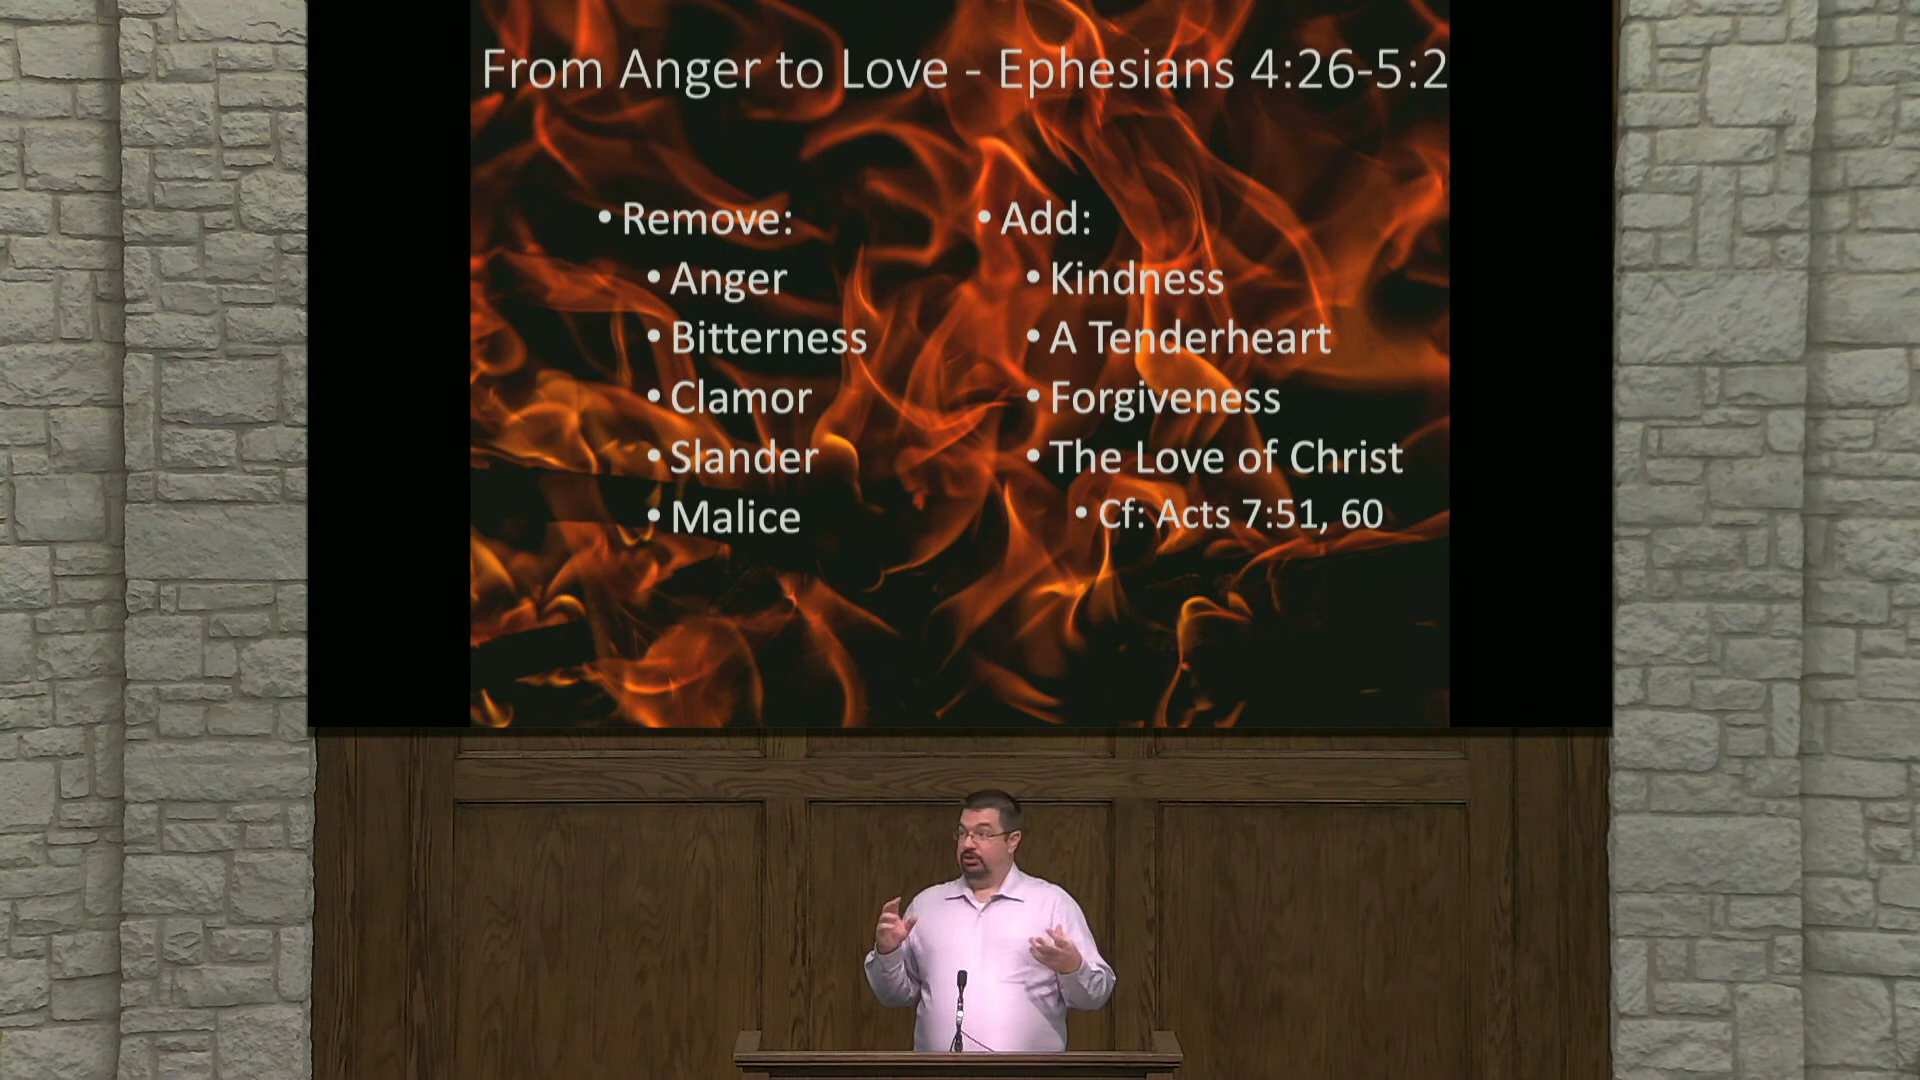 From Anger to Love - Ephesians 4:26-5:2
• Remove:
• Anger
• Bitterness
• Clamor
• Slander
• Malice
• Add:
• Kindness
• A Tenderheart
• Forgiveness
• The Love of Christ
• Cf: Acts 7:51, 60